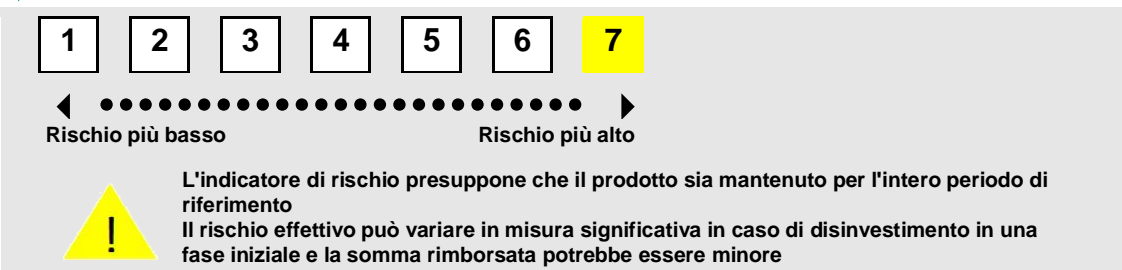 1 2 3 4 5 6 7
Rischio più basso Rischio più alto
L'indicatore di rischio presuppone che il prodotto sia mantenuto per l'intero periodo di
riferimento
Il rischio effettivo può variare in misura significativa in caso di disinvestimento in una
fase iniziale e la somma rimborsata potrebbe essere minore
!